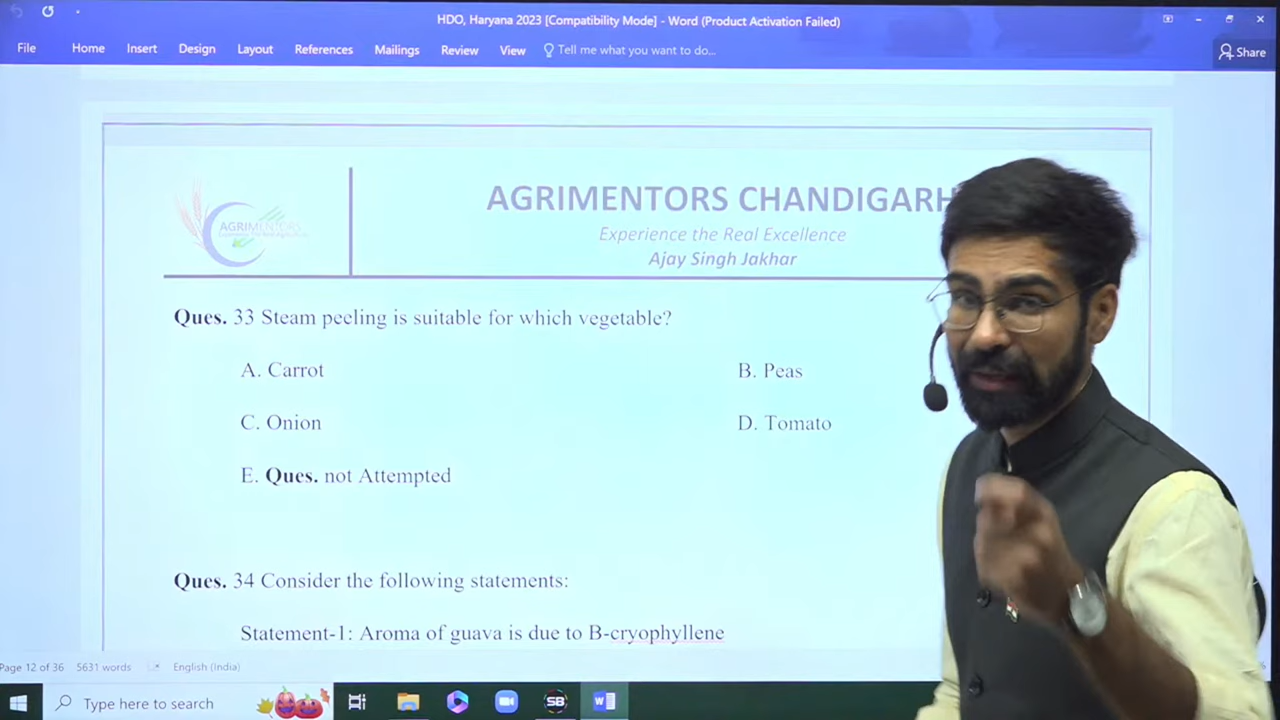 HDO, Haryana 2023 [Compatibility Mode] - Word (Product Activation Failed)
File Home Insert Design Layout References Mailings Review View Tell me what you want to do... Share
AGRIMENTORS
AGRIMENTORS CHANDIGARH
Experience the Real Excellence
Ajay Singh Jakhar
Ques. 33 Steam peeling is suitable for which vegetable?
A. Carrot B. Peas
C. Onion D. Tomato
E. Ques. not Attempted
Ques. 34 Consider the following statements:
Statement-1: Aroma of guava is due to B-cryophyllene
Page 12 of 36 5631 words English (India)
Type here to search SB W